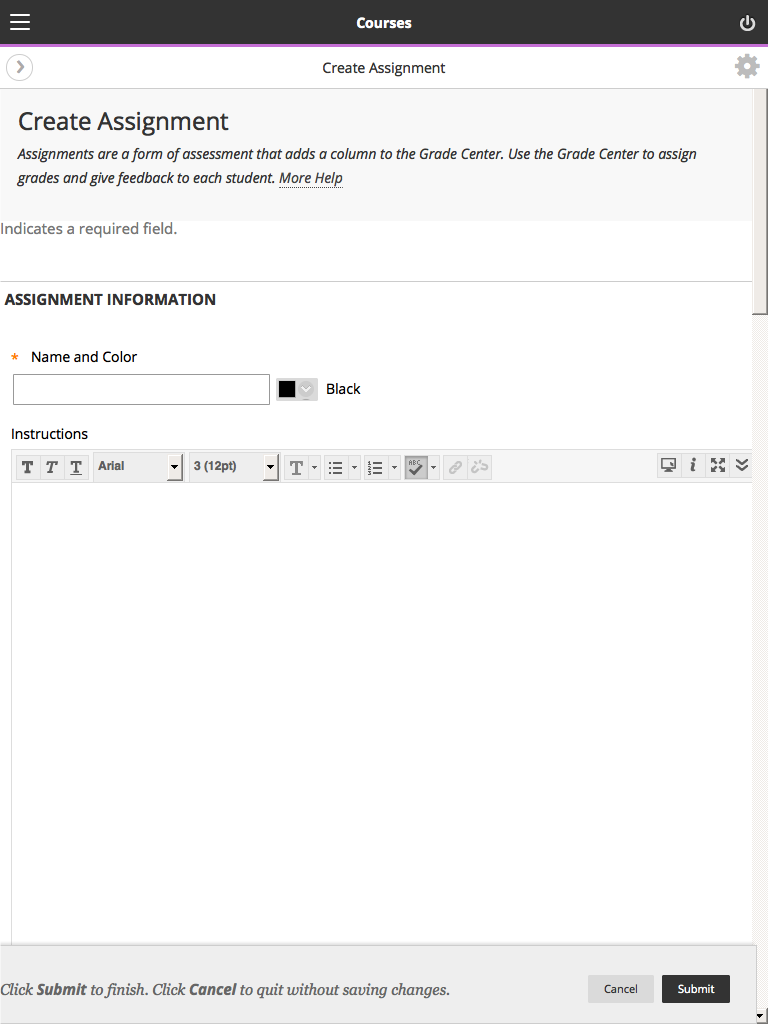 Courses
Create Assignment
Create Assignment
Assignments are a form of assessment that adds a column to the Grade Center. Use the Grade Center to assign
grades and give feedback to each student. More Help
Indicates a required field.
ASSIGNMENT INFORMATION
* Name and Color
Black
Instructions
T T T Arial 3 (12pt) T ABC i
Click Submit to finish. Click Cancel to quit without saving changes.
Cancel Submit